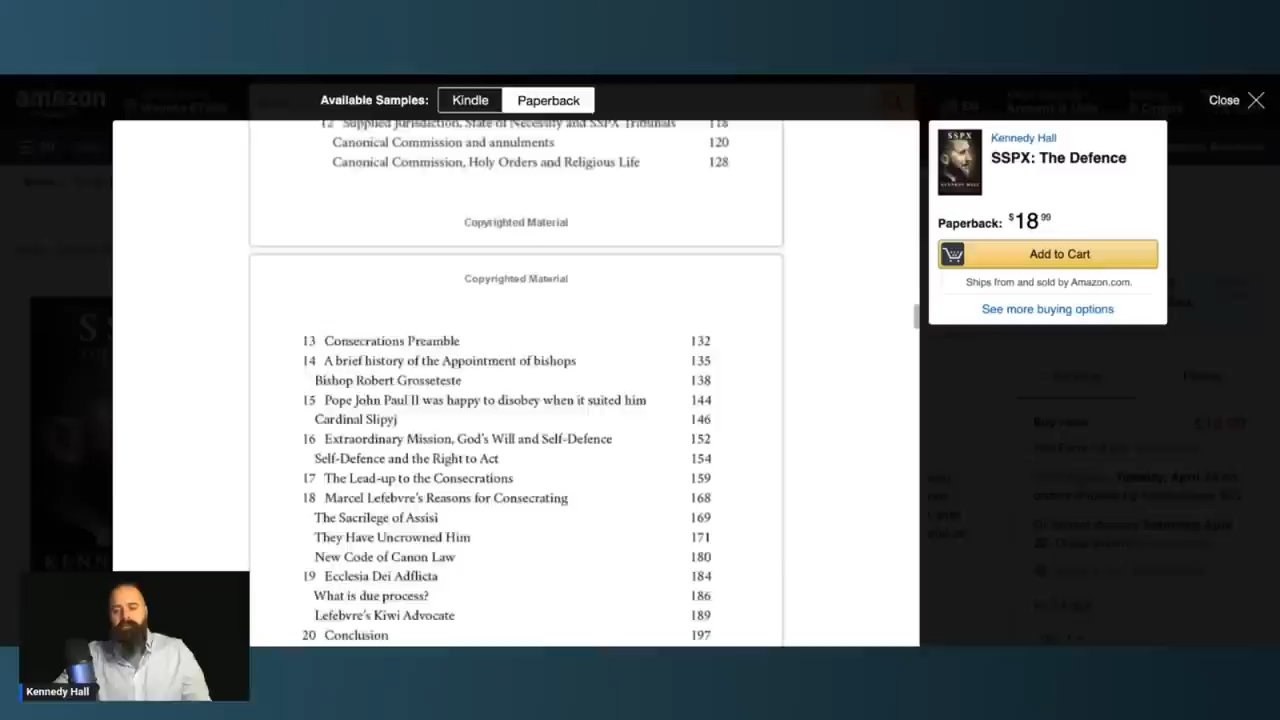 amazon
Available Samples:
Kindle
Paperback
Close
12 Supplied Jurisdiction, State of Necessity and SSPX Tribunals 118
Canonical Commission and annulments 120
Canonical Commission, Holy Orders and Religious Life 128
Copyrighted Material
Copyrighted Material
13 Consecrations Preamble 132
14 A brief history of the Appointment of bishops 135
Bishop Robert Grosseteste 138
15 Pope John Paul II was happy to disobey when it suited him 144
Cardinal Slipyj 146
16 Extraordinary Mission, God's Will and Self-Defence 152
Self-Defence and the Right to Act 154
17 The Lead-up to the Consecrations 159
18 Marcel Lefebvre's Reasons for Consecrating 168
The Sacrilege of Assisi 169
They Have Uncrowned Him 171
New Code of Canon Law 180
19 Ecclesia Dei Adflicta 184
What is due process? 186
Lefebvre's Kiwi Advocate 189
20 Conclusion 197
SSPX
KENNEDY HALL
Kennedy Hall
SSPX: The Defence
Paperback: $18 99
Add to Cart
Ships from and sold by Amazon.com.
See more buying options
Kennedy Hall